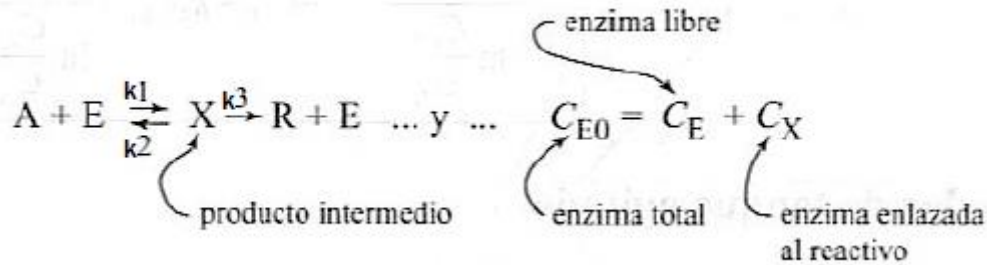 enzima libre
k1 k3
A + E ⇄ X → R + E ... y ... C_E0 = C_E + C_X
k2
producto intermedio enzima total enzima enlazada
al reactivo